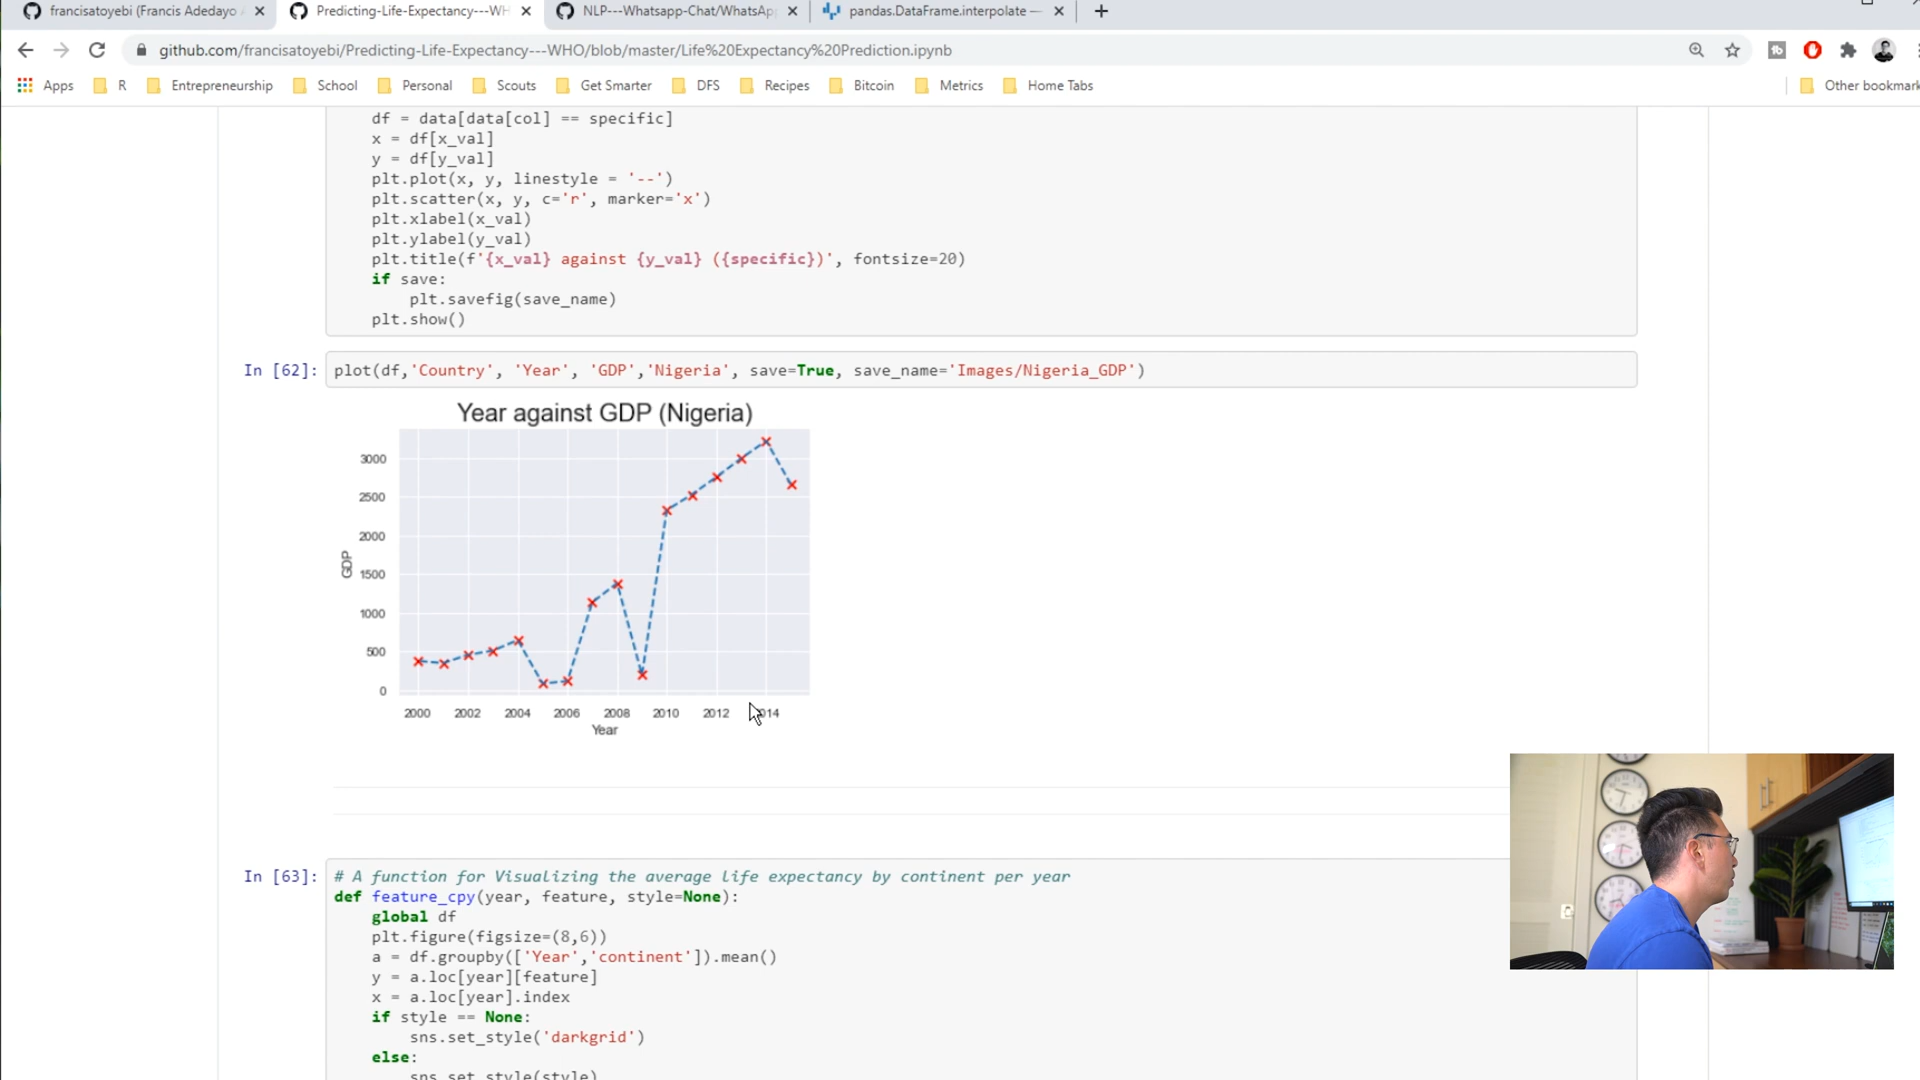 francisatoyebi (Francis Adedayo A
Predicting-Life-Expectancy---WH
NLP---Whatsapp-Chat/WhatsAp
pandas.DataFrame.interpolate —
github.com/francisatoyebi/Predicting-Life-Expectancy---WHO/blob/master/Life%20Expectancy%20Prediction.ipynb
Apps R Entrepreneurship School Personal Scouts Get Smarter DFS Recipes Bitcoin Metrics Home Tabs Other bookmark
df = data[data[col] == specific]
x = df[x_val]
y = df[y_val]
plt.plot(x, y, linestyle = '--')
plt.scatter(x, y, c='r', marker='x')
plt.xlabel(x_val)
plt.ylabel(y_val)
plt.title(f'{x_val} against {y_val} ({specific})', fontsize=20)
if save:
plt.savefig(save_name)
plt.show()
In [62]: plot(df,'Country', 'Year', 'GDP','Nigeria', save=True, save_name='Images/Nigeria_GDP')
Year against GDP (Nigeria)
3000
2500
2000
1500
1000
500
0
GDP
2000 2002 2004 2006 2008 2010 2012 2014
Year
In [63]: # A function for Visualizing the average life expectancy by continent per year
def feature_cpy(year, feature, style=None):
global df
plt.figure(figsize=(8,6))
a = df.groupby(['Year','continent']).mean()
y = a.loc[year][feature]
x = a.loc[year].index
if style == None:
sns.set_style('darkgrid')
else:
sns.set_style(style)